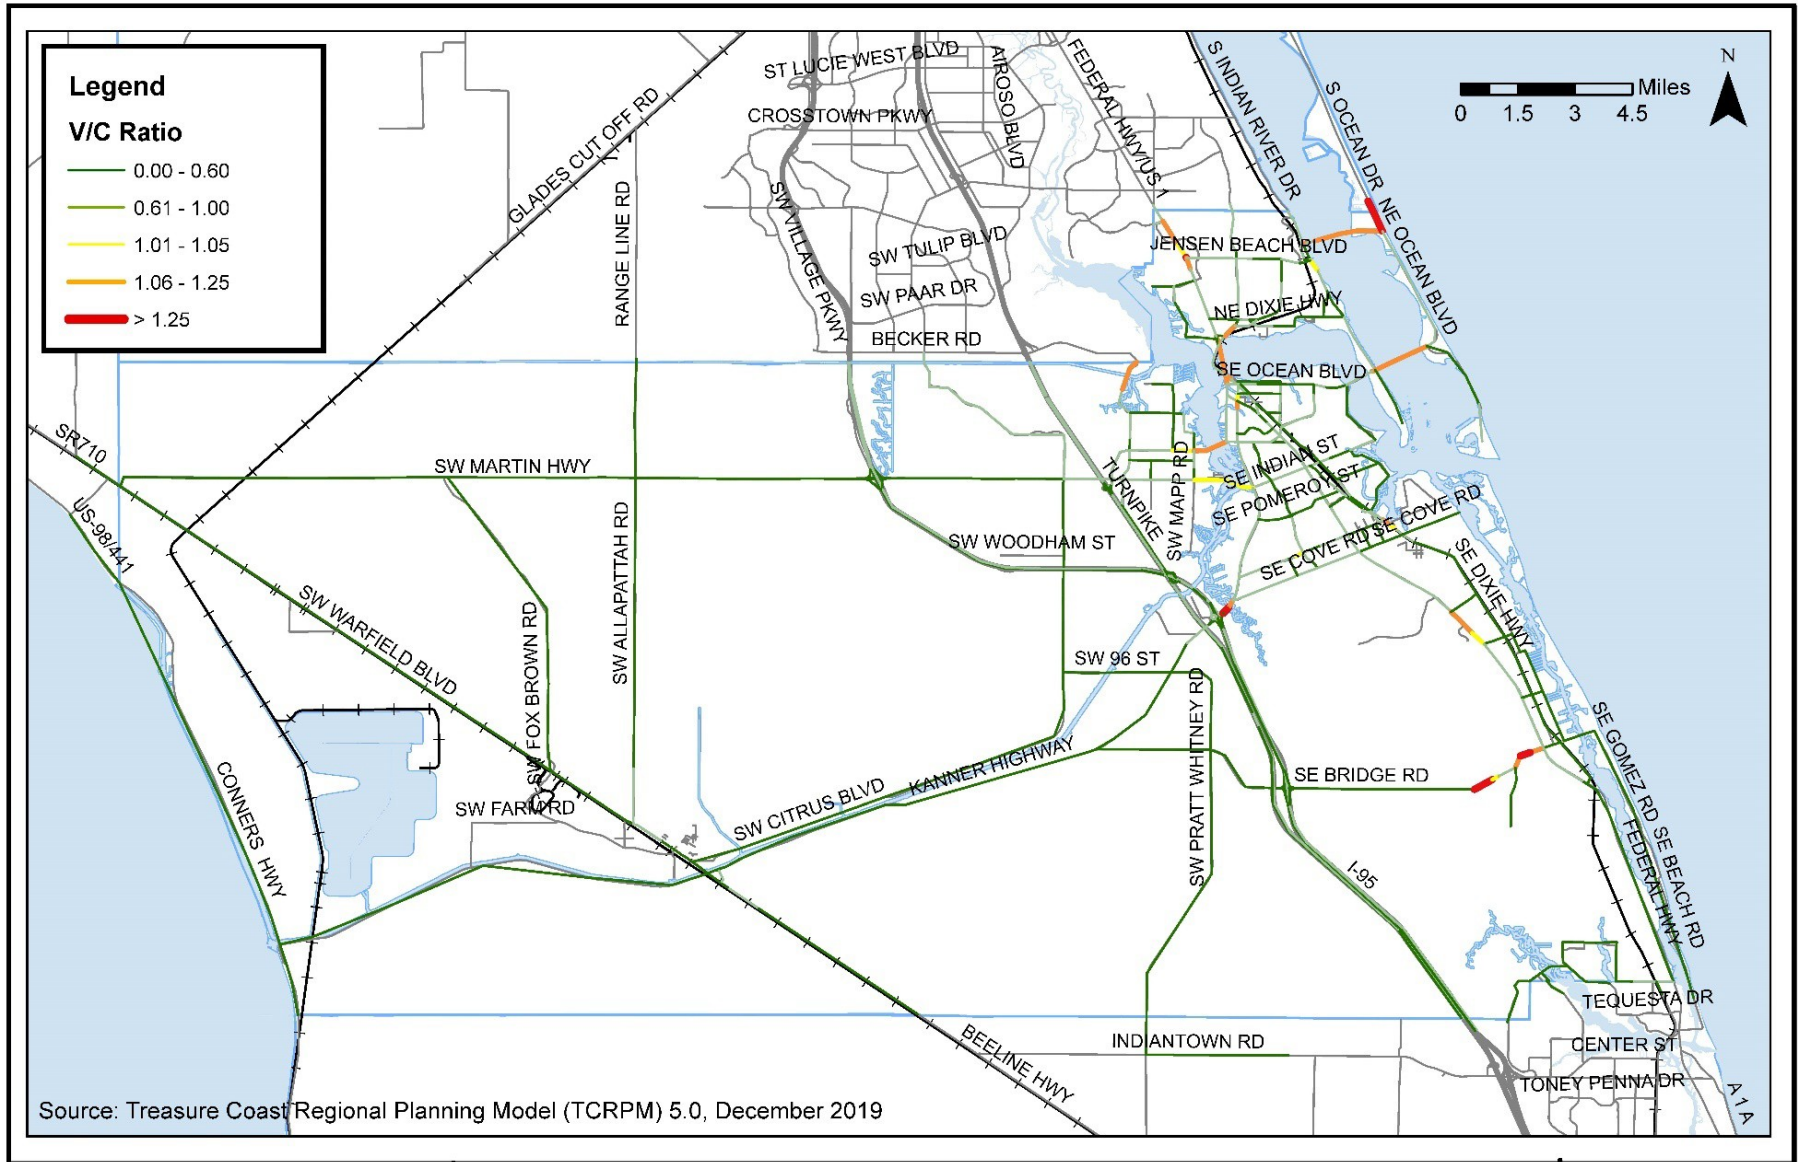 Legend
V/C Ratio
0.00 - 0.60
0.61 - 1.00
1.01 - 1.05
1.06 - 1.25
> 1.25
N
Miles
0 1.5 3 4.5
ST LUCIE WEST BLVD
CROSSTOWN PKWY
AIROSO BLVD
FEDERAL HWY/US 1
S INDIAN RIVER DR
S OCEAN DR
NE OCEAN BLVD
GLADES CUT OFF RD
RANGE LINE RD
SW VILLAGE PKWY
SW TULIP BLVD
SW PAAR DR
BECKER RD
JENSEN BEACH BLVD
NE DIXIE HWY
SE OCEAN BLVD
SR710
US-98/441
SW MARTIN HWY
SW ALLAPATTAH RD
TURNPIKE
SW MAPP RD
SE INDIAN ST
SE POMEROY ST
SE COVE RD
SE COVE RD
SW WOODHAM ST
SE DIXIE HWY
SW WARFIELD BLVD
SW FOX BROWN RD
SW 96 ST
SW PRATT WHITNEY RD
SE GOMEZ RD
CONNERS HWY
SW FARM RD
SW CITRUS BLVD
KANNER HIGHWAY
SE BRIDGE RD
SE BEACH RD
FEDERAL HWY
I-95
TEQUESTA DR
INDIANTOWN RD
CENTER ST
BEELINE HWY
TONEY PENNA DR
A1A
Source: Treasure Coast Regional Planning Model (TCRPM) 5.0, December 2019